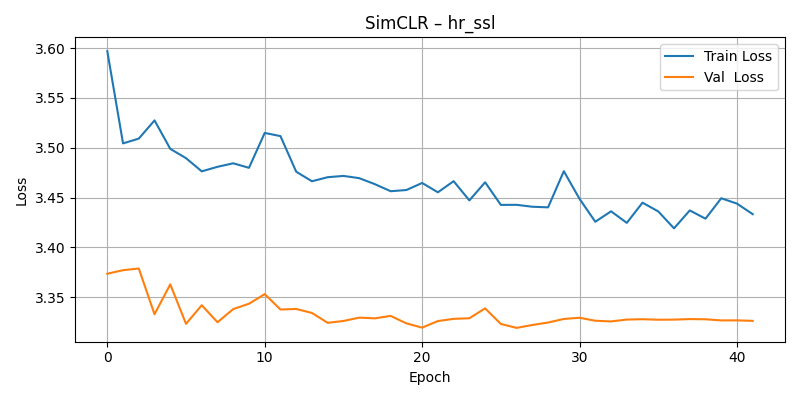 SimCLR – hr_ssl
Train Loss
Val  Loss
Loss
3.60
3.55
3.50
3.45
3.40
3.35
0 10 20 30 40
Epoch